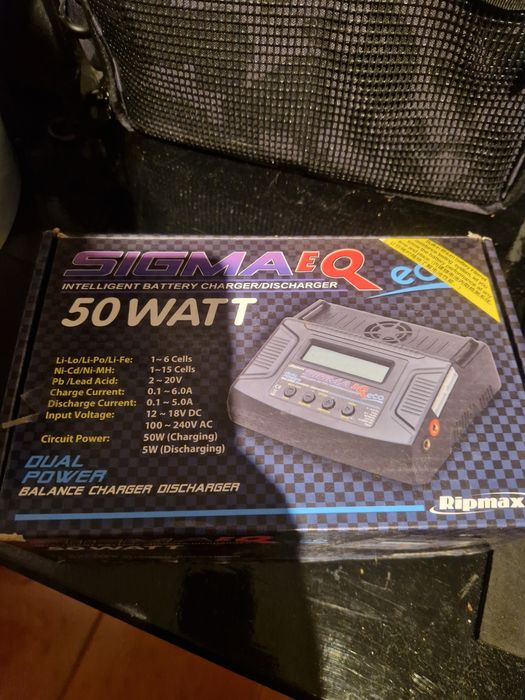 SIGMA EQ
eco
INTELLIGENT BATTERY CHARGER/DISCHARGER
50 WATT
Li-Lo/Li-Po/Li-Fe: 1~ 6 Cells
Ni-Cd/Ni-MH: 1~15 Cells
Pb /Lead Acid: 2 ~ 20V
Charge Current: 0.1 ~ 6.0A
Discharge Current: 0.1 ~ 5.0A
Input Voltage: 12 ~ 18V DC
100 ~ 240V AC
Circuit Power: 50W (Charging)
5W (Discharging)
SIGMA EQ eco
DUAL
POWER
BALANCE CHARGER DISCHARGER
Ripmax
50 WATT